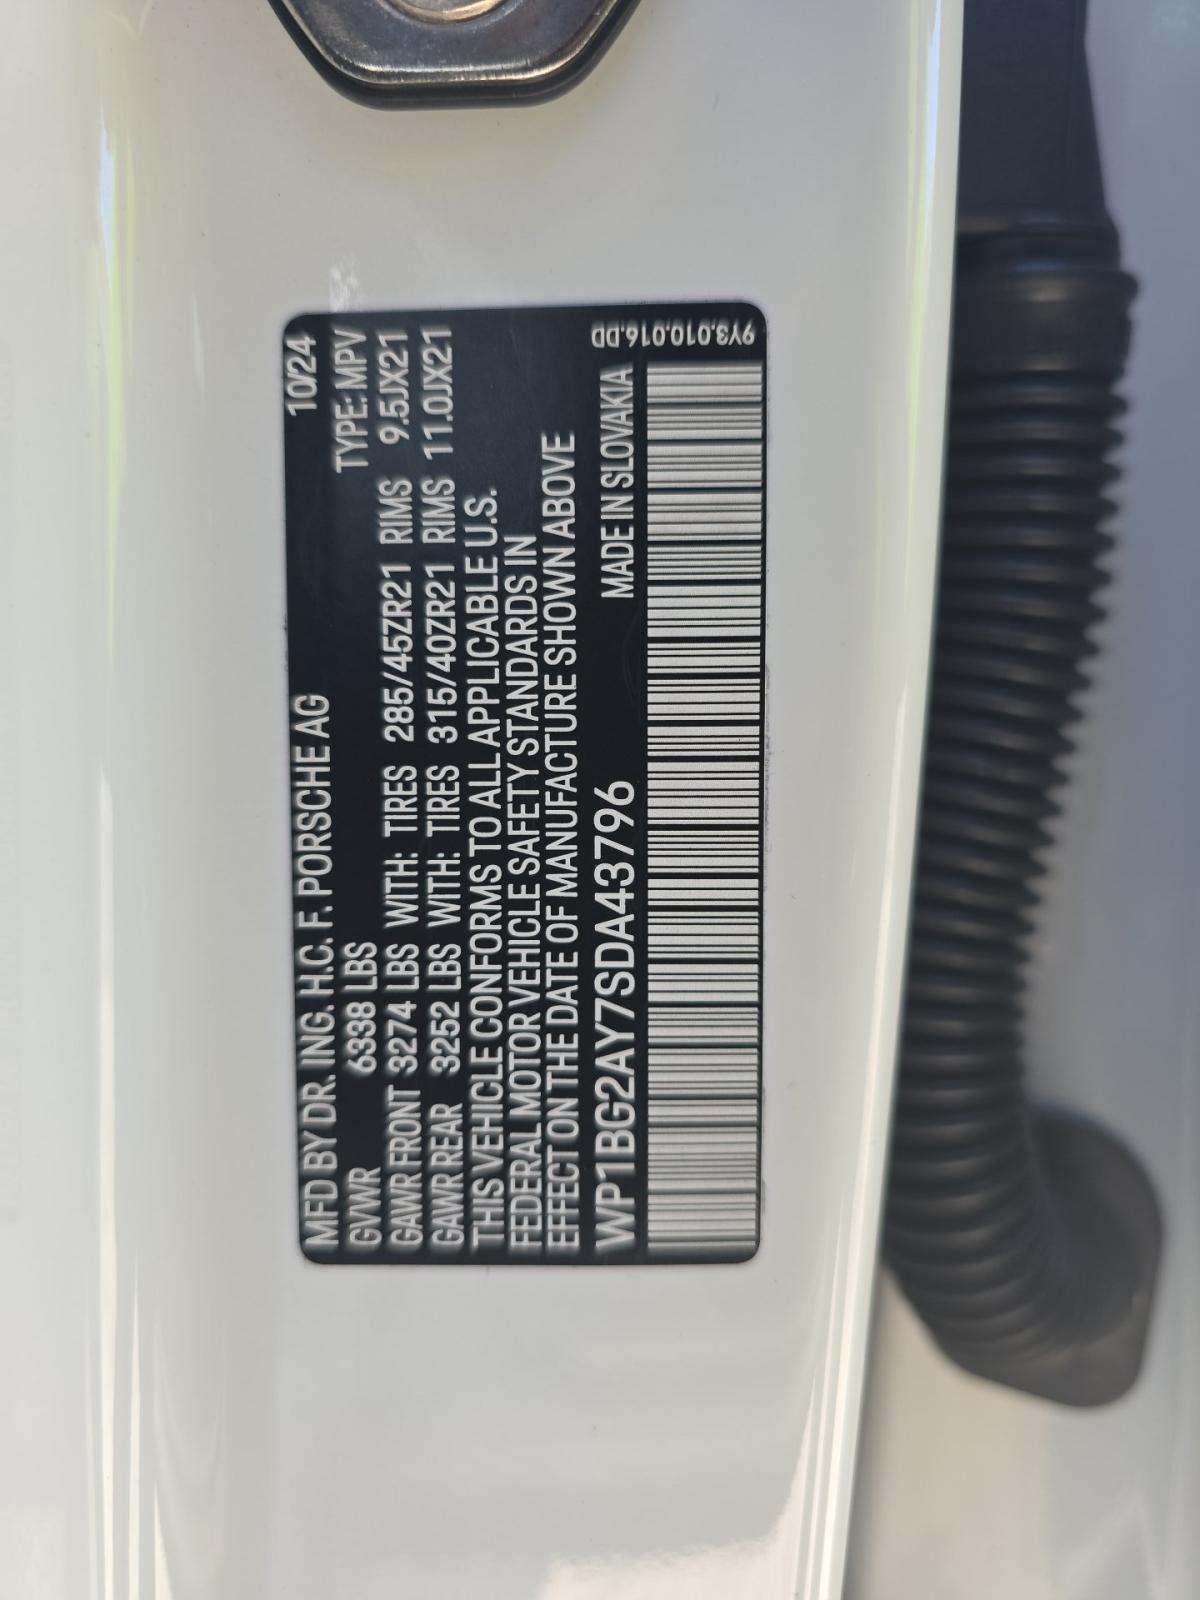 MFD BY DR. ING. H.C. F. PORSCHE AG 10/24
GVWR 6338 LBS TYPE: MPV
GAWR FRONT 3274 LBS WITH: TIRES 285/45ZR21 RIMS 9.5JX21
GAWR REAR 3252 LBS WITH: TIRES 315/40ZR21 RIMS 11.0JX21
THIS VEHICLE CONFORMS TO ALL APPLICABLE U.S.
FEDERAL MOTOR VEHICLE SAFETY STANDARDS IN
EFFECT ON THE DATE OF MANUFACTURE SHOWN ABOVE
WP1BG2AY7SDA43796 MADE IN SLOVAKIA
9Y3.010.016.DD